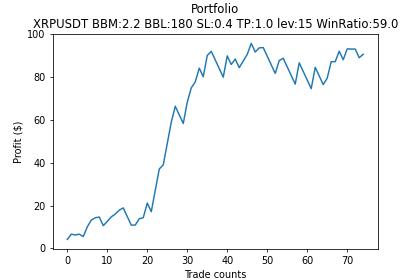 Portfolio
XRPUSDT BBM:2.2 BBL:180 SL:0.4 TP:1.0 lev:15 WinRatio:59.0
100
80
60
40
20
0
Profit ($)
0 10 20 30 40 50 60 70
Trade counts